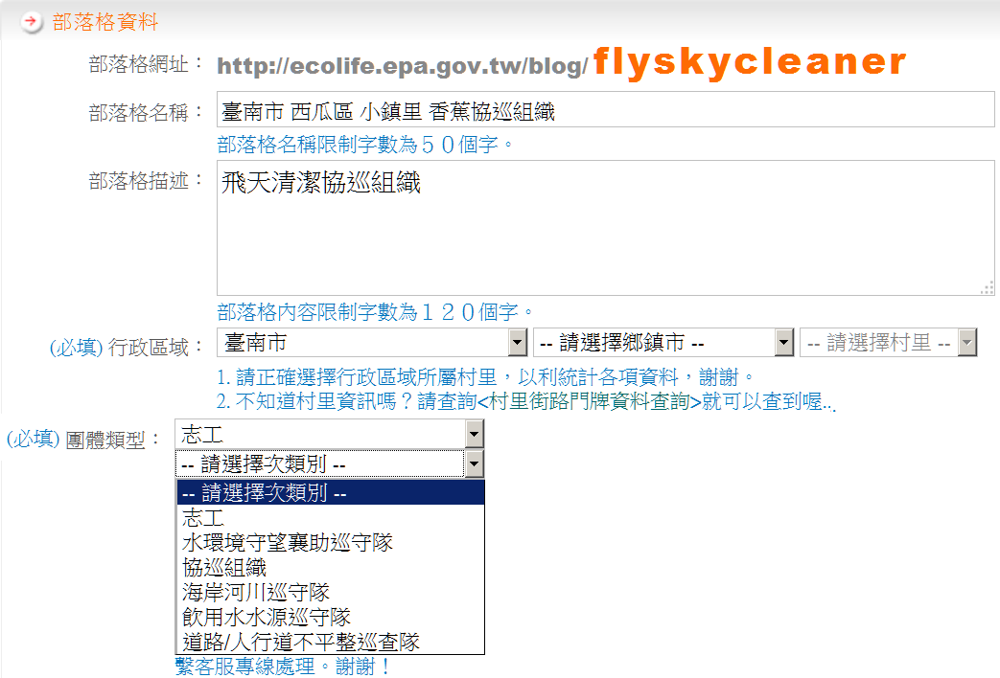 部落格資料
部落格網址： http://ecolife.epa.gov.tw/blog/ flyskycleaner
部落格名稱： 臺南市 西瓜區 小鎮里 香蕉協巡組織
部落格名稱限制字數為５０個字。
部落格描述： 飛天清潔協巡組織
部落格內容限制字數為１２０個字。
(必填) 行政區域： 臺南市 -- 請選擇鄉鎮市 -- -- 請選擇村里 --
1. 請正確選擇行政區域所屬村里，以利統計各項資料，謝謝。
2. 不知道村里資訊嗎？請查詢<村里街路門牌資料查詢>就可以查到喔...
(必填) 團體類型： 志工
-- 請選擇次類別 --
-- 請選擇次類別 --
志工
水環境守望襄助巡守隊
協巡組織
海岸河川巡守隊
飲用水水源巡守隊
道路/人行道不平整巡查隊
繫客服專線處理。謝謝！